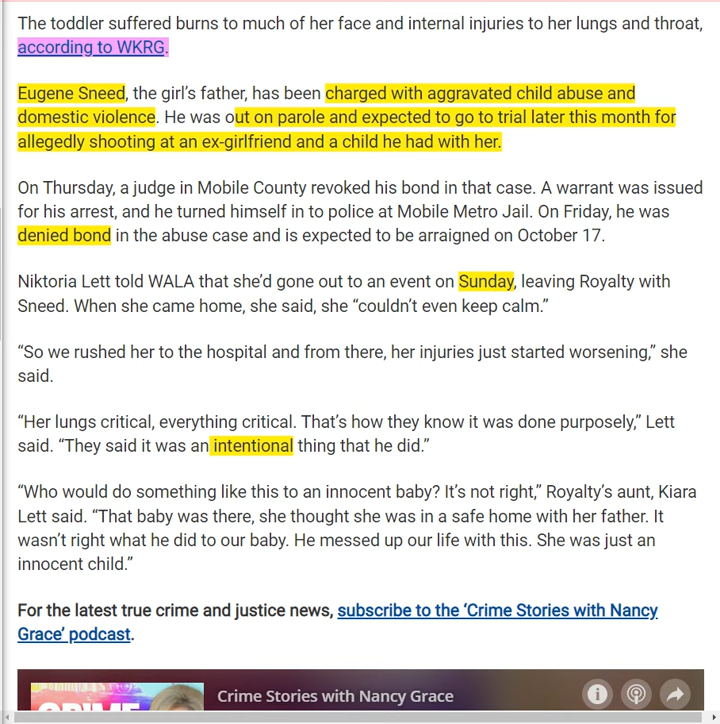 The toddler suffered burns to much of her face and internal injuries to her lungs and throat,
according to WKRG.
Eugene Sneed, the girl’s father, has been charged with aggravated child abuse and
domestic violence. He was out on parole and expected to go to trial later this month for
allegedly shooting at an ex-girlfriend and a child he had with her.
On Thursday, a judge in Mobile County revoked his bond in that case. A warrant was issued
for his arrest, and he turned himself in to police at Mobile Metro Jail. On Friday, he was
denied bond in the abuse case and is expected to be arraigned on October 17.
Niktoria Lett told WALA that she’d gone out to an event on Sunday, leaving Royalty with
Sneed. When she came home, she said, she “couldn’t even keep calm.”
“So we rushed her to the hospital and from there, her injuries just started worsening,” she
said.
“Her lungs critical, everything critical. That’s how they know it was done purposely,” Lett
said. “They said it was an intentional thing that he did.”
“Who would do something like this to an innocent baby? It’s not right,” Royalty’s aunt, Kiara
Lett said. “That baby was there, she thought she was in a safe home with her father. It
wasn’t right what he did to our baby. He messed up our life with this. She was just an
innocent child.”
For the latest true crime and justice news, subscribe to the ‘Crime Stories with Nancy
Grace’ podcast.
Crime Stories with Nancy Grace
CRIME